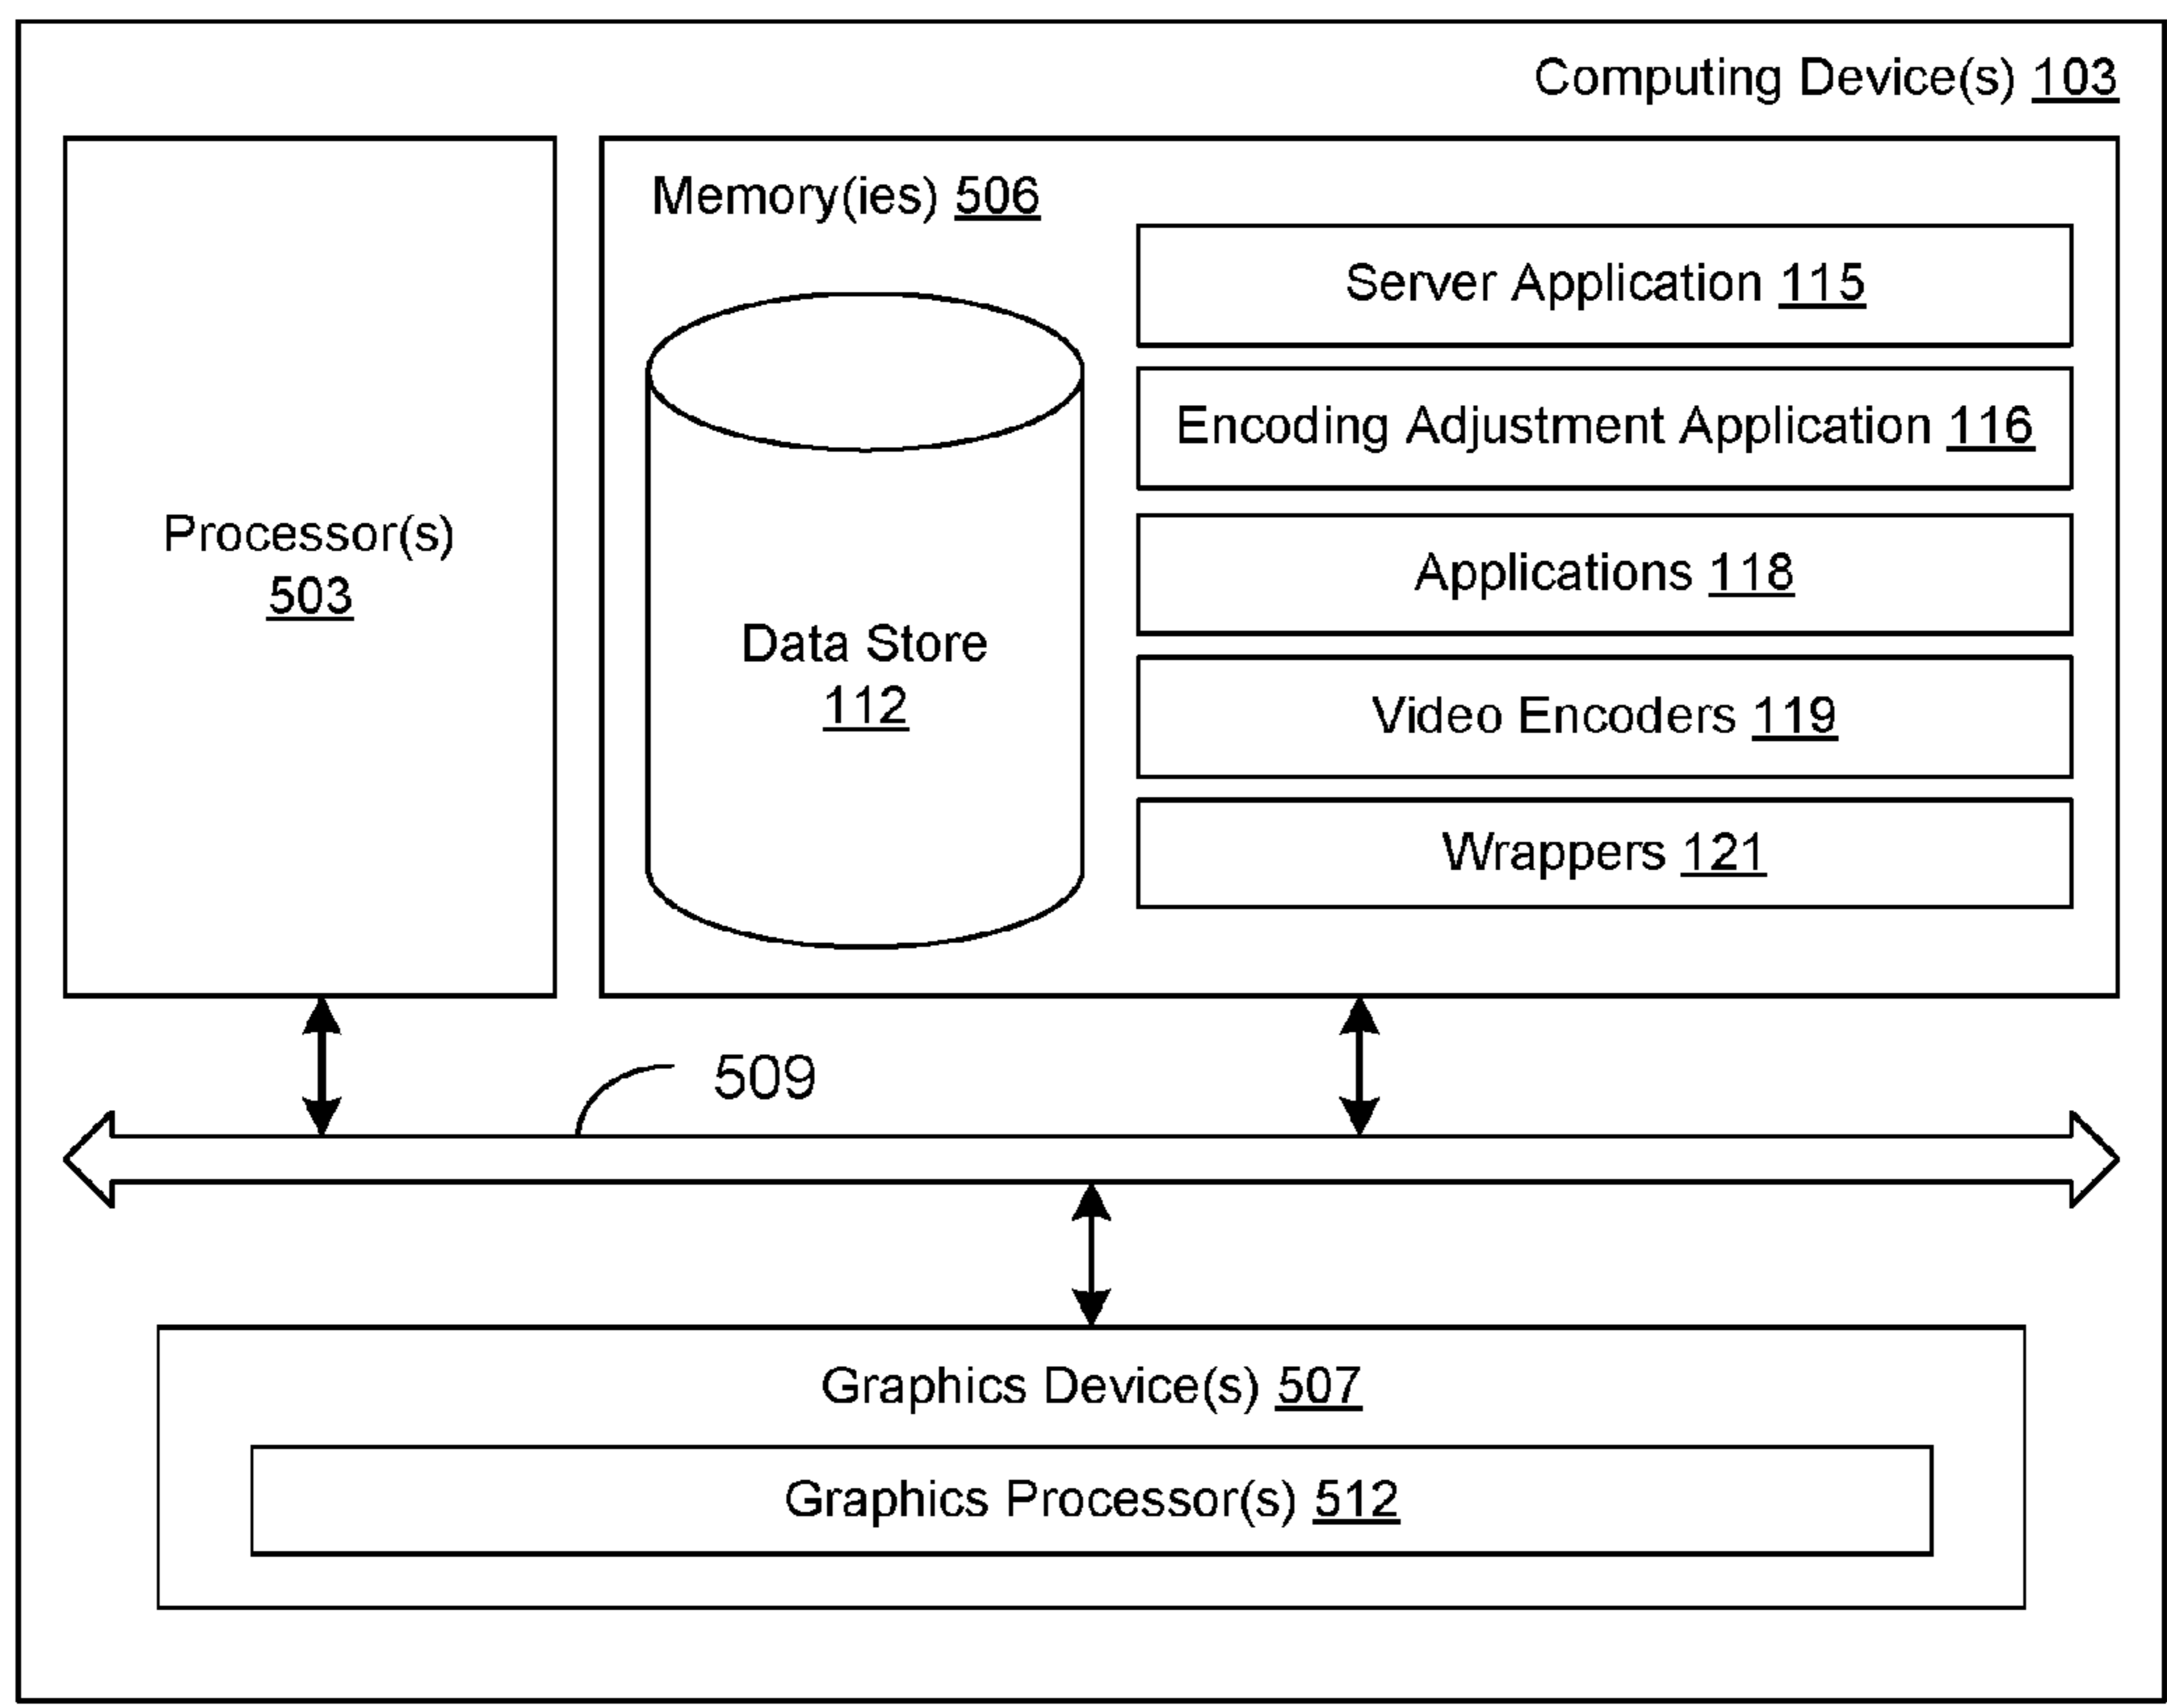 Computing Device(s) 103
Processor(s)
503
Memory(ies) 506
Data Store
112
Server Application 115
Encoding Adjustment Application 116
Applications 118
Video Encoders 119
Wrappers 121
509
Graphics Device(s) 507
Graphics Processor(s) 512